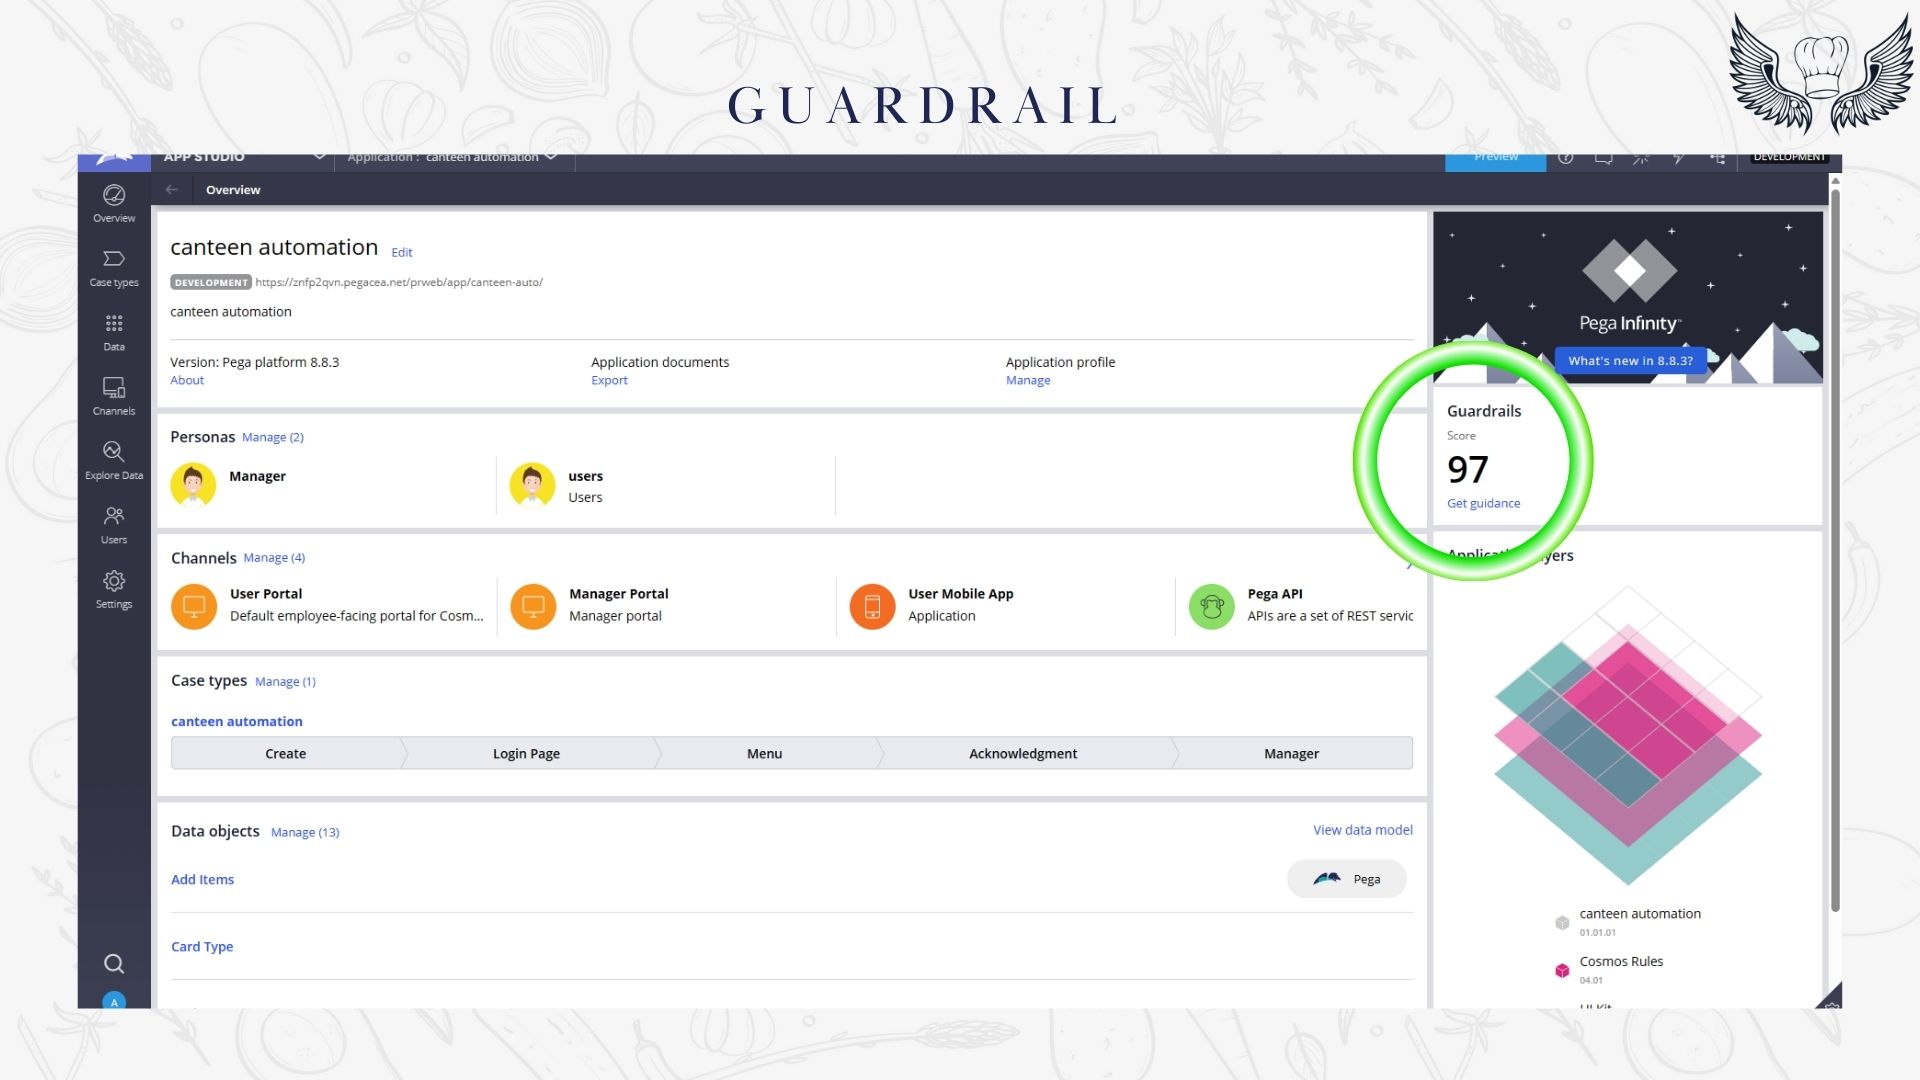 GUARDRAIL
APP STUDIO
Application : canteen automation
Preview
DEVELOPMENT
Overview
Overview
Case types
Data
Channels
Explore Data
Users
Settings
A
canteen automation Edit
DEVELOPMENT https://znfp2qvn.pegacea.net/prweb/app/canteen-auto/
canteen automation
Version: Pega platform 8.8.3
About
Application documents
Export
Application profile
Manage
Personas Manage (2)
Manager
users
Users
Channels Manage (4)
User Portal
Default employee-facing portal for Cosm...
Manager Portal
Manager portal
User Mobile App
Application
Pega API
APIs are a set of REST servic
Case types Manage (1)
canteen automation
Create Login Page Menu Acknowledgment Manager
Data objects Manage (13)
View data model
Add Items
Pega
Card Type
Pega Infinity™
What's new in 8.8.3?
Guardrails
Score
97
Get guidance
canteen automation
01.01.01
Cosmos Rules
04.01